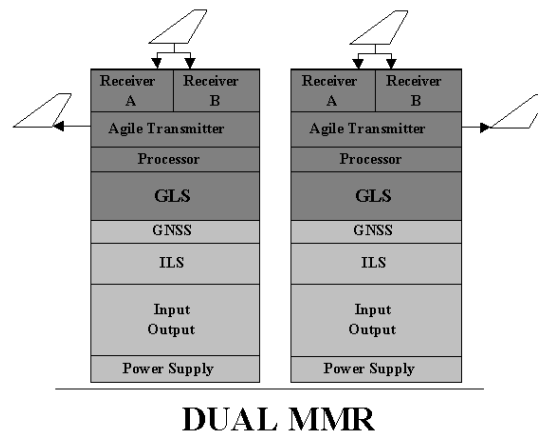 Receiver Receiver
A B
Agile Transmitter
Processor
GLS
GNSS
ILS
Input
Output
Power Supply
Receiver Receiver
A B
Agile Transmitter
Processor
GLS
GNSS
ILS
Input
Output
Power Supply
DUAL MMR